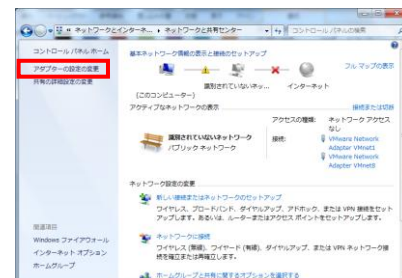 « ネットワークとインターネ... ▸ ネットワークと共有センター
コントロール パネルの検索
コントロール パネル ホーム
アダプターの設定の変更
共有の詳細設定の変更
基本ネットワーク情報の表示と接続のセットアップ
フル マップの表示
(このコンピューター)
識別されていないネッ...
インターネット
アクティブなネットワークの表示
接続または切断
識別されていないネットワーク
パブリック ネットワーク
アクセスの種類: ネットワーク アクセスなし
接続: VMware Network Adapter VMnet1
VMware Network Adapter VMnet8
ネットワーク設定の変更
新しい接続またはネットワークのセットアップ
ワイヤレス、ブロードバンド、ダイヤルアップ、アドホック、または VPN 接続をセット
アップします。あるいは、ルーターまたはアクセス ポイントをセットアップします。
ネットワークに接続
ワイヤレス (無線)、ワイヤード (有線)、ダイヤルアップ、または VPN ネットワーク接
続を確立または再確立します。
ホームグループと共有に関するオプションを選択する
関連項目
Windows ファイアウォール
インターネット オプション
ホームグループ